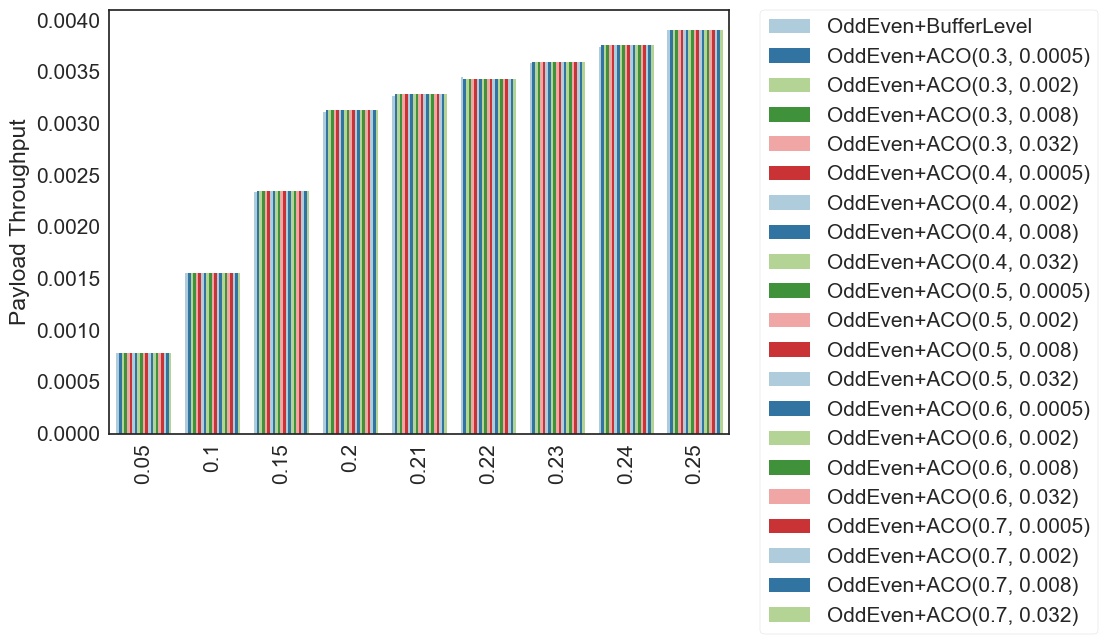 Payload Throughput
0.0040
0.0035
0.0030
0.0025
0.0020
0.0015
0.0010
0.0005
0.0000
0.05
0.1
0.15
0.2
0.21
0.22
0.23
0.24
0.25
OddEven+BufferLevel
OddEven+ACO(0.3, 0.0005)
OddEven+ACO(0.3, 0.002)
OddEven+ACO(0.3, 0.008)
OddEven+ACO(0.3, 0.032)
OddEven+ACO(0.4, 0.0005)
OddEven+ACO(0.4, 0.002)
OddEven+ACO(0.4, 0.008)
OddEven+ACO(0.4, 0.032)
OddEven+ACO(0.5, 0.0005)
OddEven+ACO(0.5, 0.002)
OddEven+ACO(0.5, 0.008)
OddEven+ACO(0.5, 0.032)
OddEven+ACO(0.6, 0.0005)
OddEven+ACO(0.6, 0.002)
OddEven+ACO(0.6, 0.008)
OddEven+ACO(0.6, 0.032)
OddEven+ACO(0.7, 0.0005)
OddEven+ACO(0.7, 0.002)
OddEven+ACO(0.7, 0.008)
OddEven+ACO(0.7, 0.032)